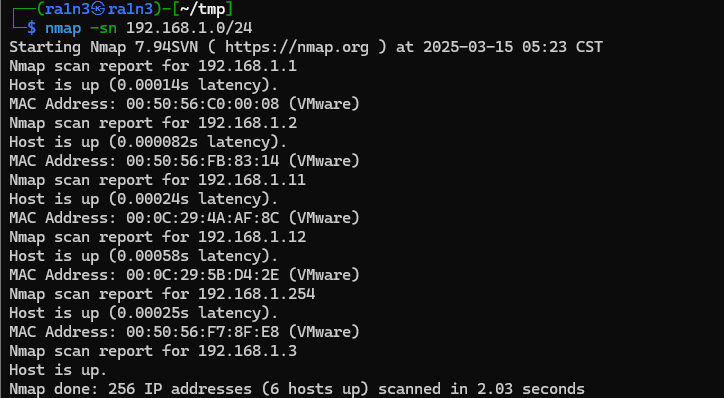 ┌──(ra1n3㉿ra1n3)-[~/tmp]
└─$ nmap -sn 192.168.1.0/24
Starting Nmap 7.94SVN ( https://nmap.org ) at 2025-03-15 05:23 CST
Nmap scan report for 192.168.1.1
Host is up (0.00014s latency).
MAC Address: 00:50:56:C0:00:08 (VMware)
Nmap scan report for 192.168.1.2
Host is up (0.000082s latency).
MAC Address: 00:50:56:FB:83:14 (VMware)
Nmap scan report for 192.168.1.11
Host is up (0.00024s latency).
MAC Address: 00:0C:29:4A:AF:8C (VMware)
Nmap scan report for 192.168.1.12
Host is up (0.00058s latency).
MAC Address: 00:0C:29:5B:D4:2E (VMware)
Nmap scan report for 192.168.1.254
Host is up (0.00025s latency).
MAC Address: 00:50:56:F7:8F:E8 (VMware)
Nmap scan report for 192.168.1.3
Host is up.
Nmap done: 256 IP addresses (6 hosts up) scanned in 2.03 seconds